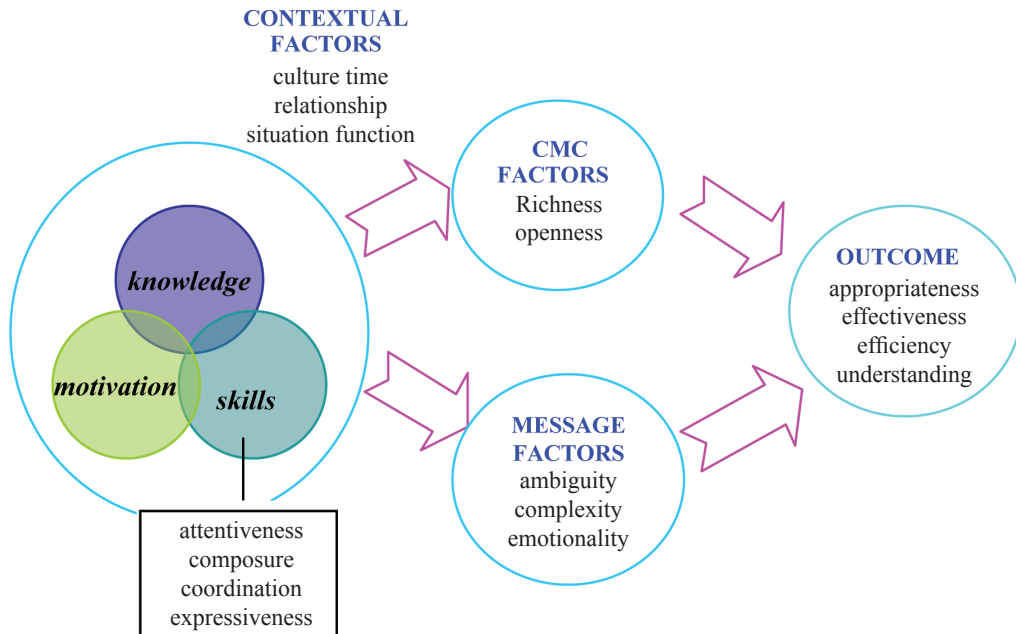 CONTEXTUAL
FACTORS
culture time
relationship
situation function
knowledge
motivation
skills
attentiveness
composure
coordination
expressiveness
CMC
FACTORS
Richness
openness
MESSAGE
FACTORS
ambiguity
complexity
emotionality
OUTCOME
appropriateness
effectiveness
efficiency
understanding